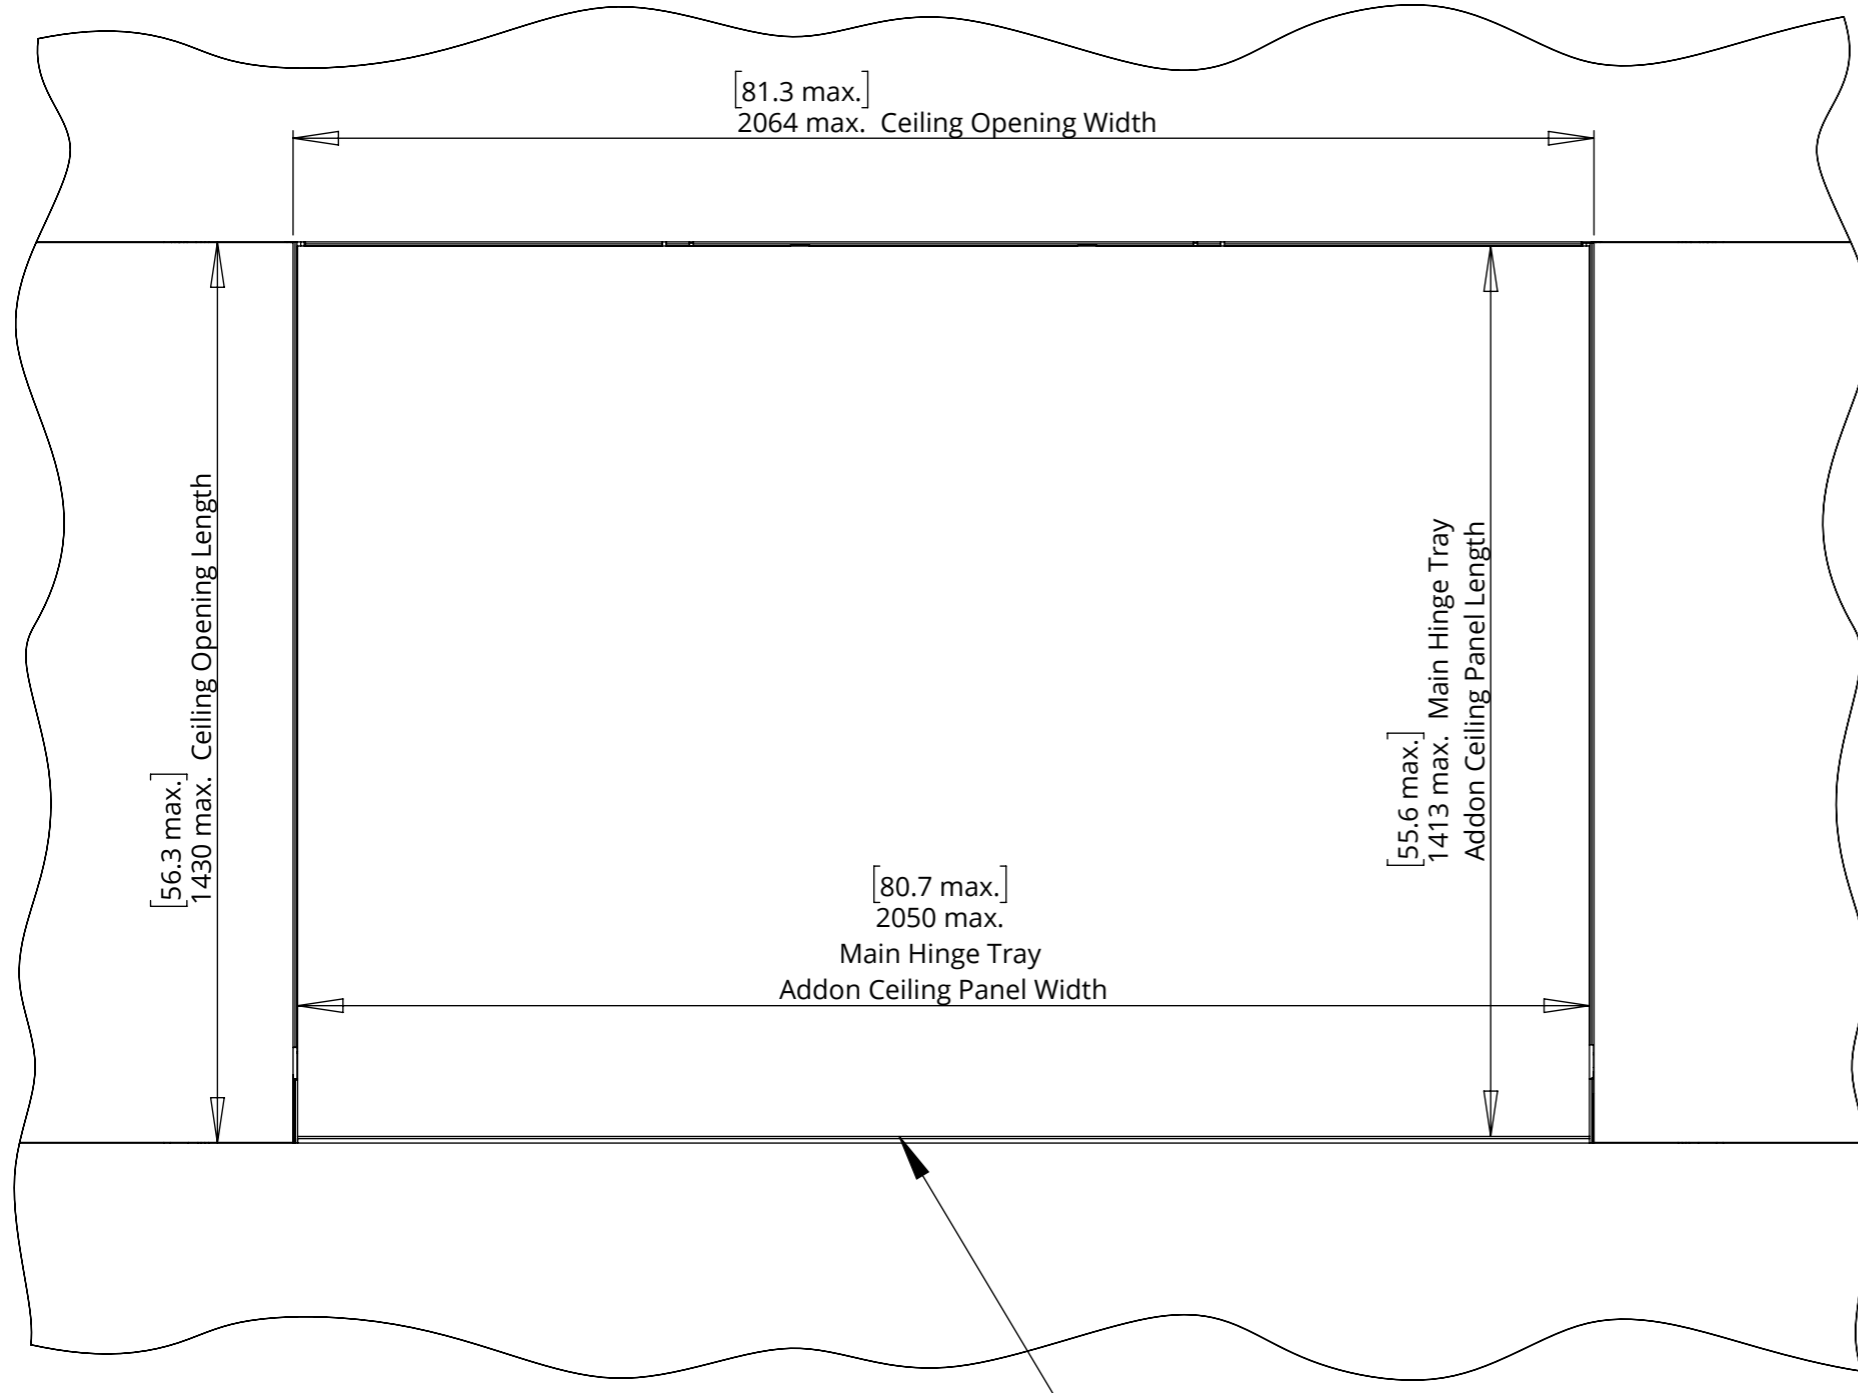 [81.3 max.]
2064 max. Ceiling Opening Width
[56.3 max.]
1430 max. Ceiling Opening Length
[55.6 max.]
1413 max. Main Hinge Tray
Addon Ceiling Panel Length
[80.7 max.]
2050 max.
Main Hinge Tray
Addon Ceiling Panel Width